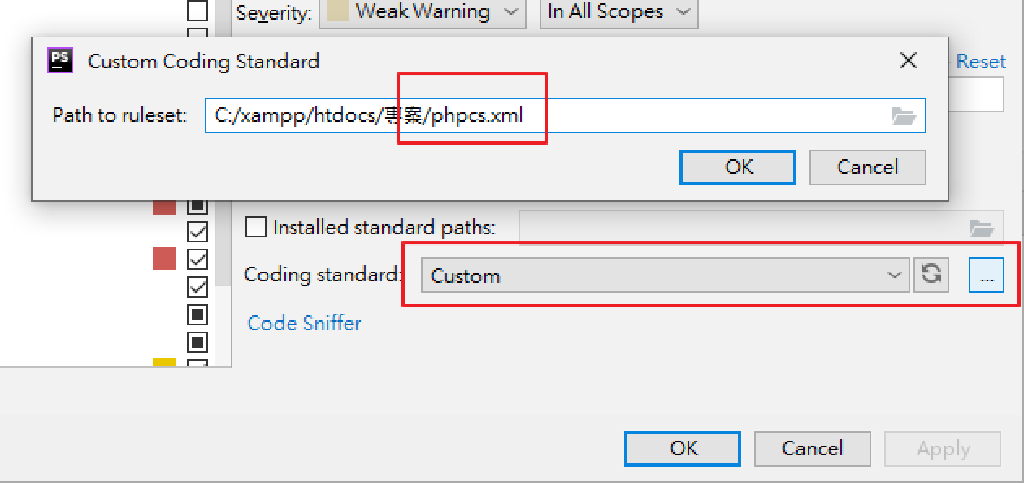 Severity: Weak Warning In All Scopes
PS Custom Coding Standard
Reset
Path to ruleset: C:/xampp/htdocs/專案/phpcs.xml
OK Cancel
Installed standard paths:
Coding standard: Custom ...
Code Sniffer
OK Cancel Apply